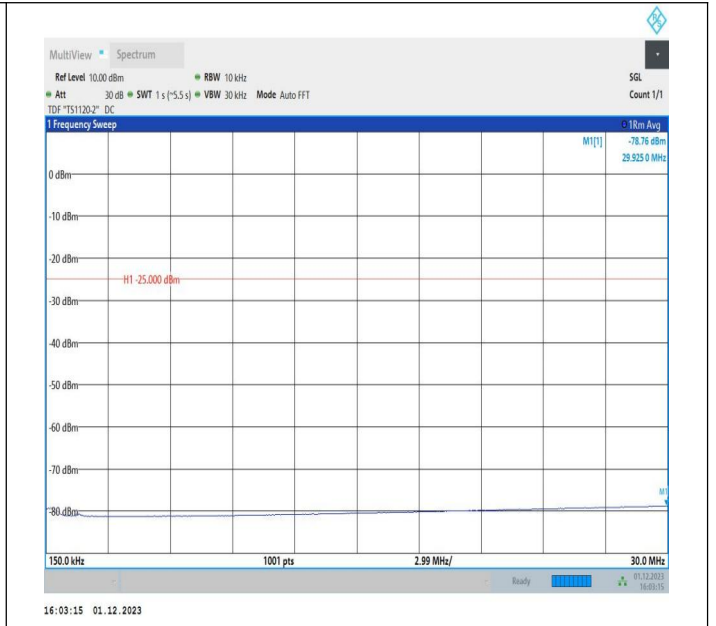 R
S
MultiView
Spectrum
Ref Level 10.00 dBm RBW 10 kHz SGL
Att 30 dB SWT 1 s (~5.5 s) VBW 30 kHz Mode Auto FFT Count 1/1
TDF "TS1120-2" DC
1 Frequency Sweep 1Rm Avg
M1[1] -78.76 dBm
29.925 0 MHz
0 dBm
-10 dBm
-20 dBm
H1 -25.000 dBm
-30 dBm
-40 dBm
-50 dBm
-60 dBm
-70 dBm
M1
-80 dBm
150.0 kHz 1001 pts 2.99 MHz/ 30.0 MHz
Ready 01.12.2023
16:03:15
16:03:15 01.12.2023